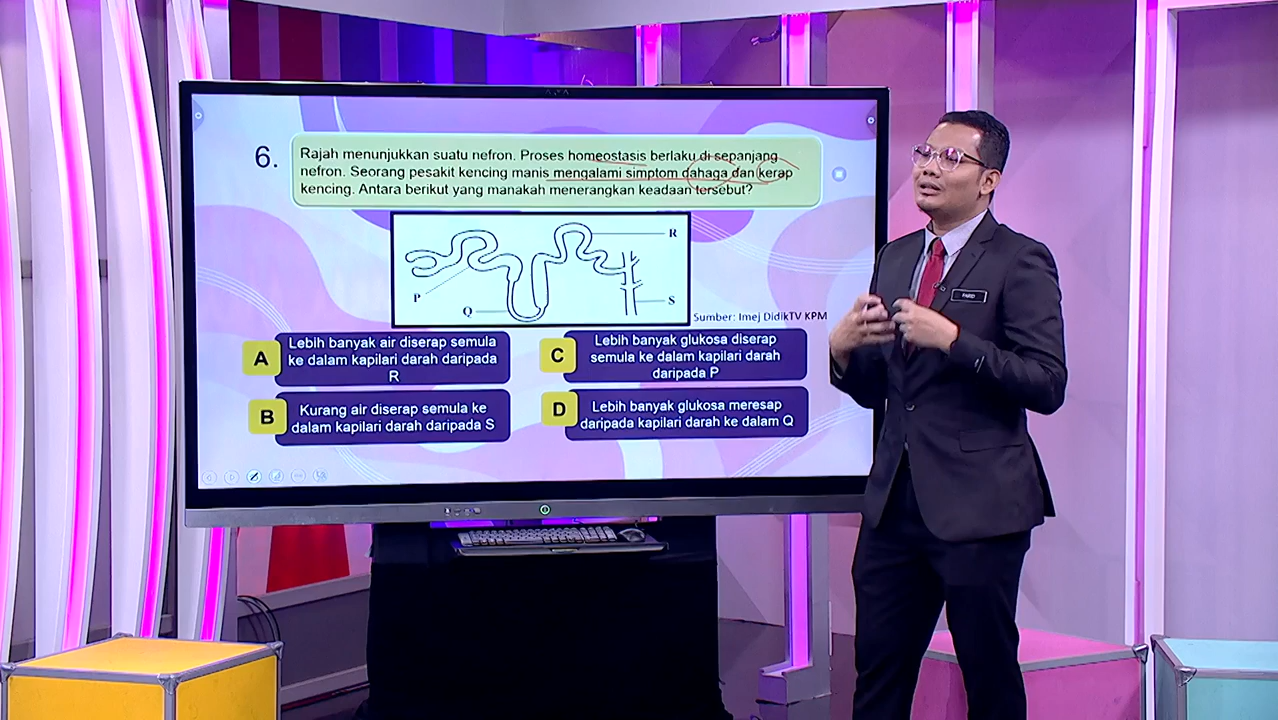 6.
Rajah menunjukkan suatu nefron. Proses homeostasis berlaku di sepanjang
nefron. Seorang pesakit kencing manis mengalami simptom dahaga dan kerap
kencing. Antara berikut yang manakah menerangkan keadaan tersebut?
R
P
Q
S
Sumber: Imej DidikTV KPM
A
Lebih banyak air diserap semula
ke dalam kapilari darah daripada
R
C
Lebih banyak glukosa diserap
semula ke dalam kapilari darah
daripada P
B
Kurang air diserap semula ke
dalam kapilari darah daripada S
D
Lebih banyak glukosa meresap
daripada kapilari darah ke dalam Q